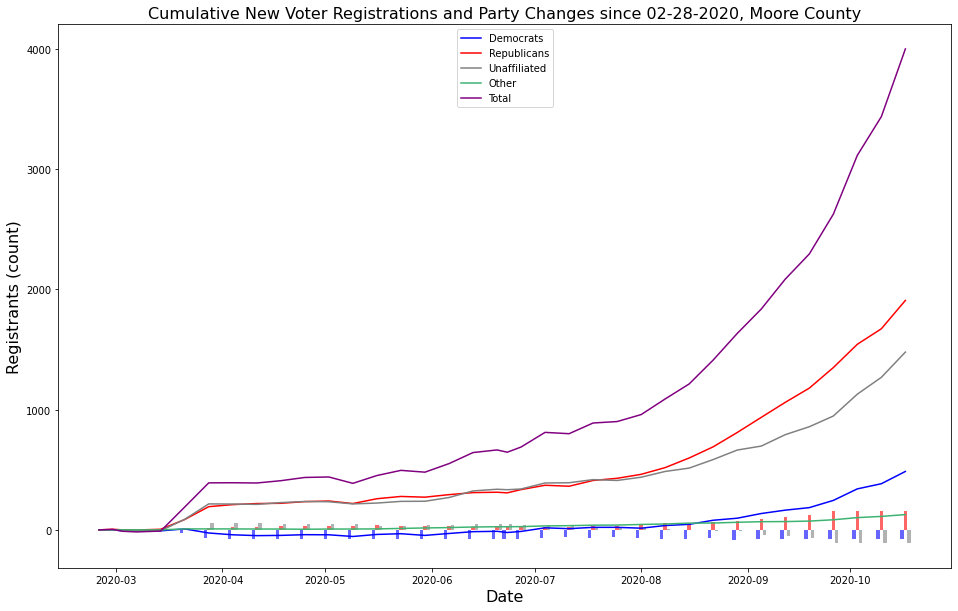 Cumulative New Voter Registrations and Party Changes since 02-28-2020, Moore County
Democrats
Republicans
Unaffiliated
Other
Total
Registrants (count)
4000
3000
2000
1000
0
2020-03 2020-04 2020-05 2020-06 2020-07 2020-08 2020-09 2020-10
Date